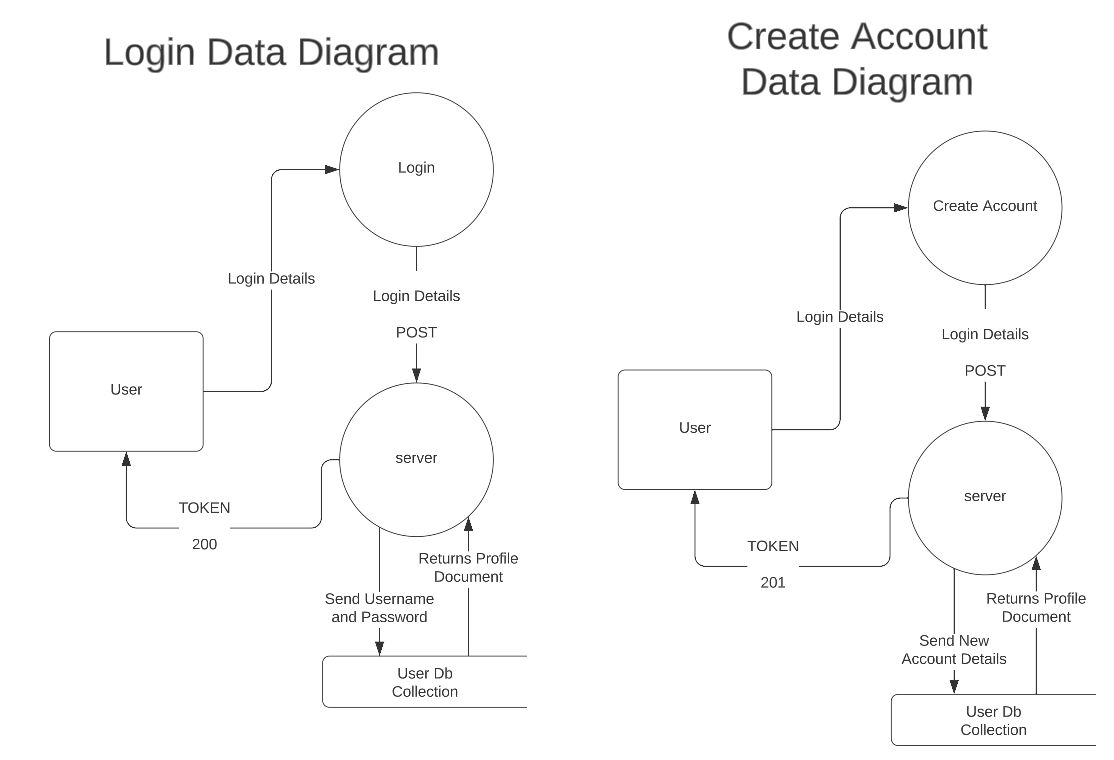 Login Data Diagram
Login
Login Details
Login Details
POST
User
server
TOKEN
200
Returns Profile
Document
Send Username
and Password
User Db
Collection
Create Account
Data Diagram
Create Account
Login Details
Login Details
POST
User
server
TOKEN
201
Returns Profile
Document
Send New
Account Details
User Db
Collection